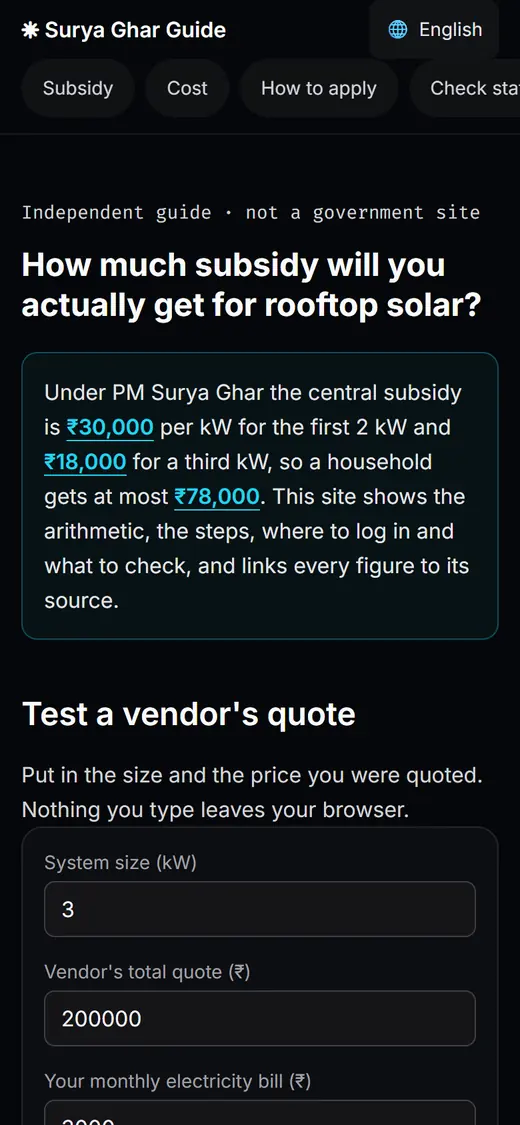 Surya Ghar Guide
🌐 English
Subsidy
Cost
How to apply
Check stat
Independent guide · not a government site
How much subsidy will you
actually get for rooftop solar?
Under PM Surya Ghar the central subsidy
is ₹30,000 per kW for the first 2 kW and
₹18,000 for a third kW, so a household
gets at most ₹78,000. This site shows the
arithmetic, the steps, where to log in and
what to check, and links every figure to its
source.
Test a vendor's quote
Put in the size and the price you were quoted.
Nothing you type leaves your browser.
System size (kW)
3
Vendor's total quote (₹)
200000
Your monthly electricity bill (₹)